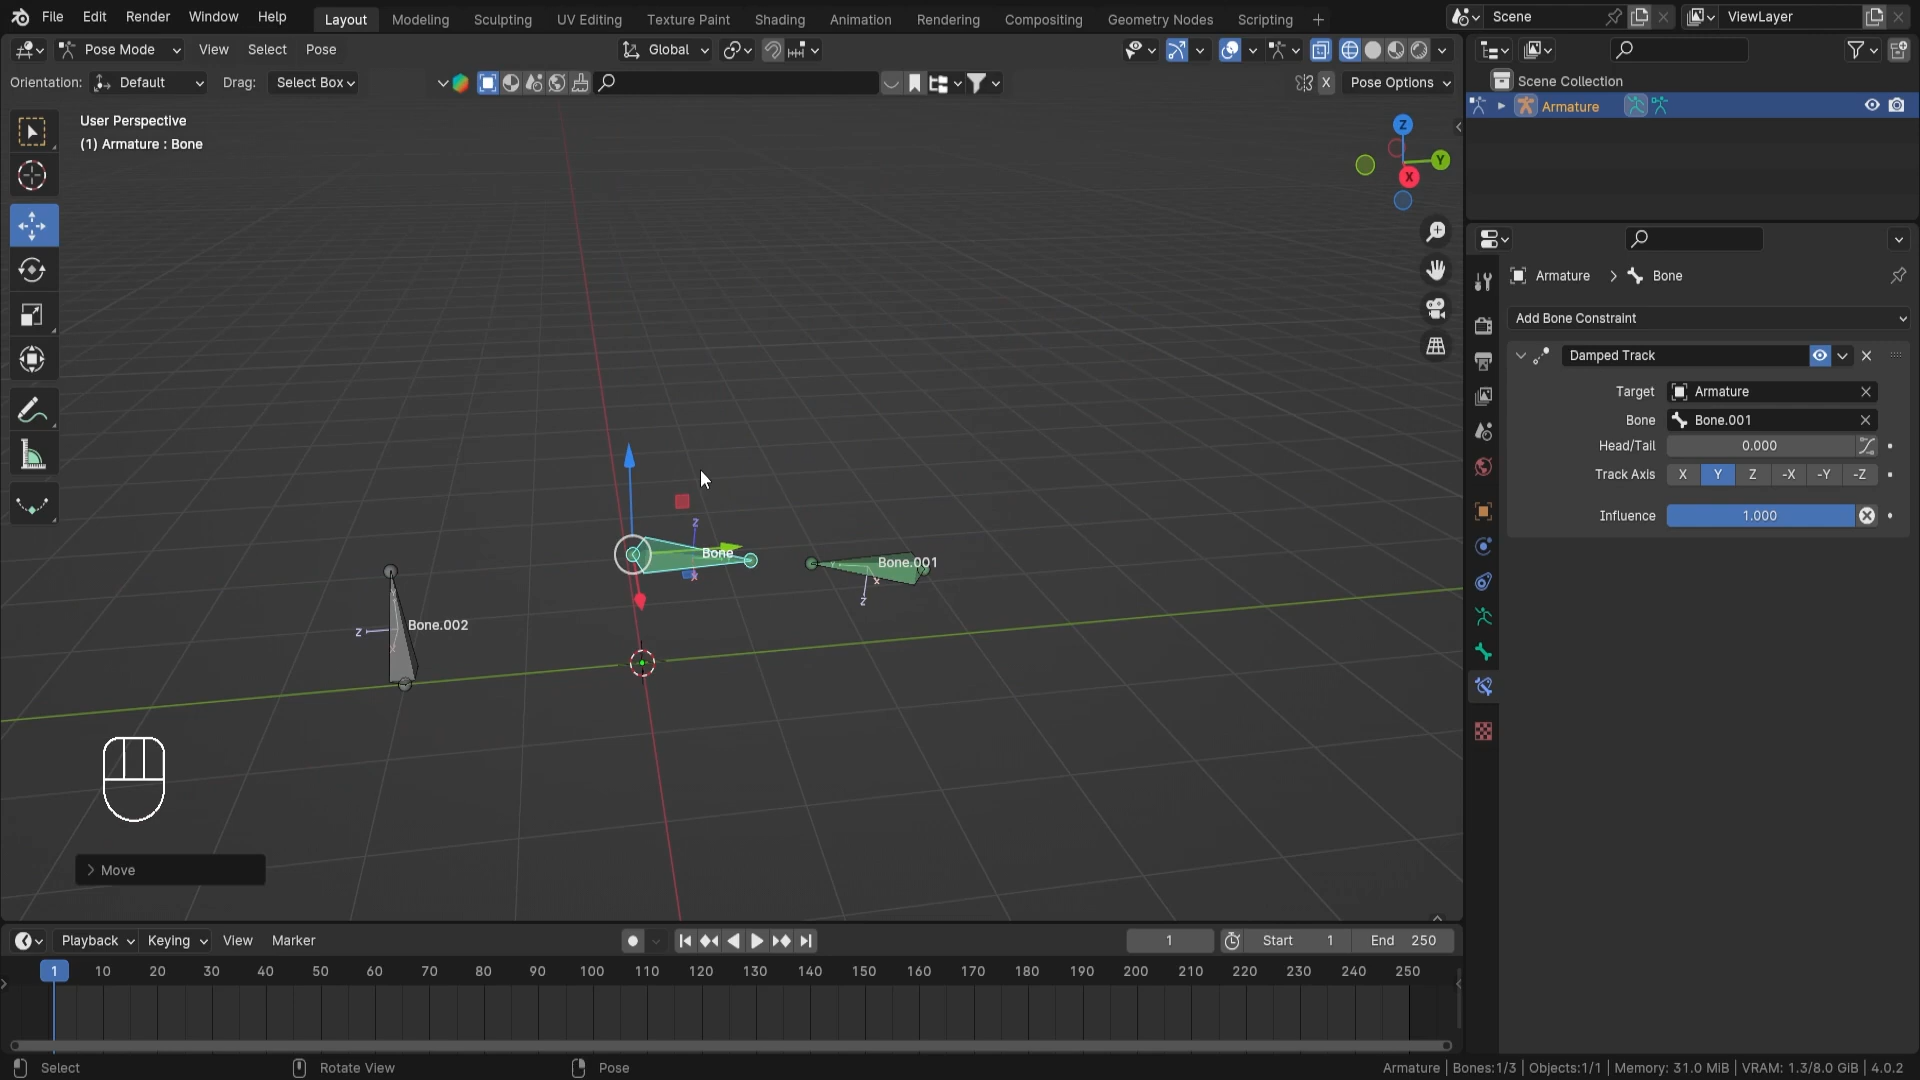 File Edit Render Window Help Layout Modeling Sculpting UV Editing Texture Paint Shading Animation Rendering Compositing Geometry Nodes Scripting + Scene ViewLayer
Pose Mode View Select Pose Global
Orientation: Default Drag: Select Box X Pose Options
Scene Collection
Armature
User Perspective
(1) Armature : Bone
Z
Y
X
Armature > Bone
Add Bone Constraint
Damped Track
Target Armature
Bone Bone.001
Head/Tail 0.000
Track Axis X Y Z -X -Y -Z
Influence 1.000
z
Bone
x
Bone.001
Y
x
z
Bone.002
z
Move
Playback Keying View Marker 1 Start 1 End 250
1 10 20 30 40 50 60 70 80 90 100 110 120 130 140 150 160 170 180 190 200 210 220 230 240 250
Select Rotate View Pose Armature | Bones:1/3 | Objects:1/1 | Memory: 31.0 MiB | VRAM: 1.3/8.0 GiB | 4.0.2